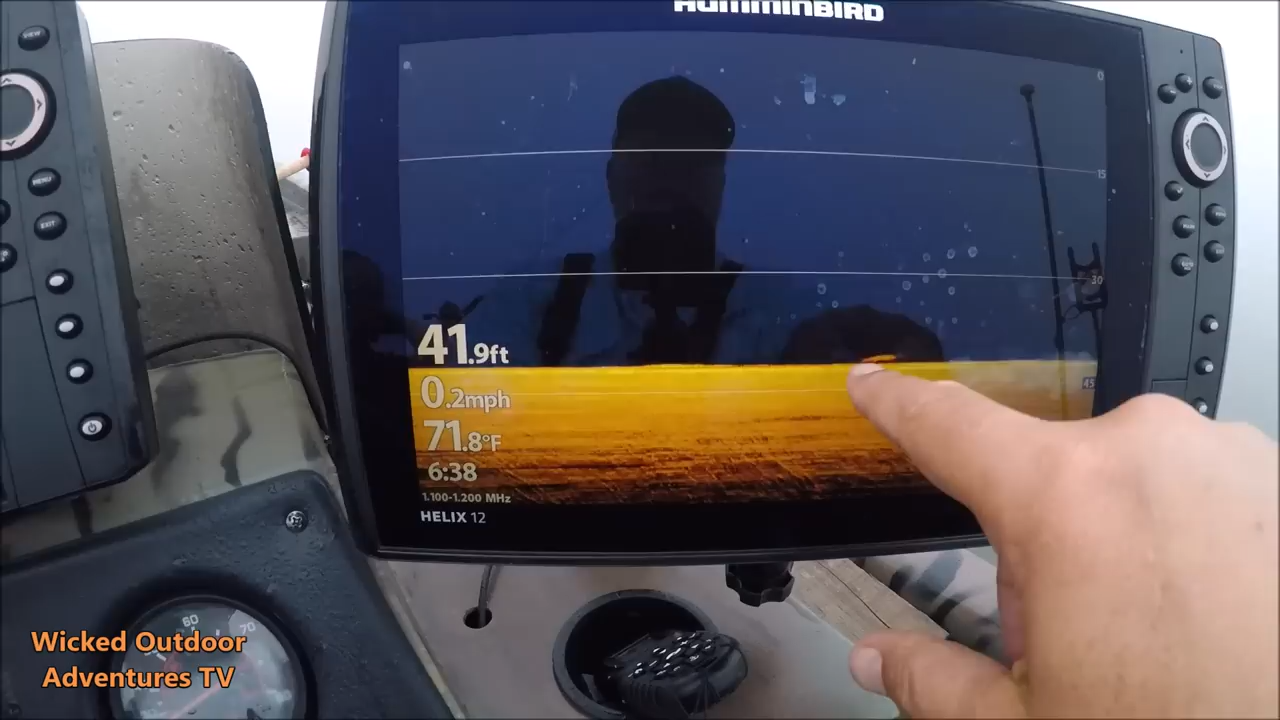 HUMMINBIRD
VIEW
MENU
EXIT
0
15
30
45
41.9ft
0.2mph
71.8°F
6:38
1.100-1.200 MHz
HELIX 12
60
70
Wicked Outdoor
Adventures TV